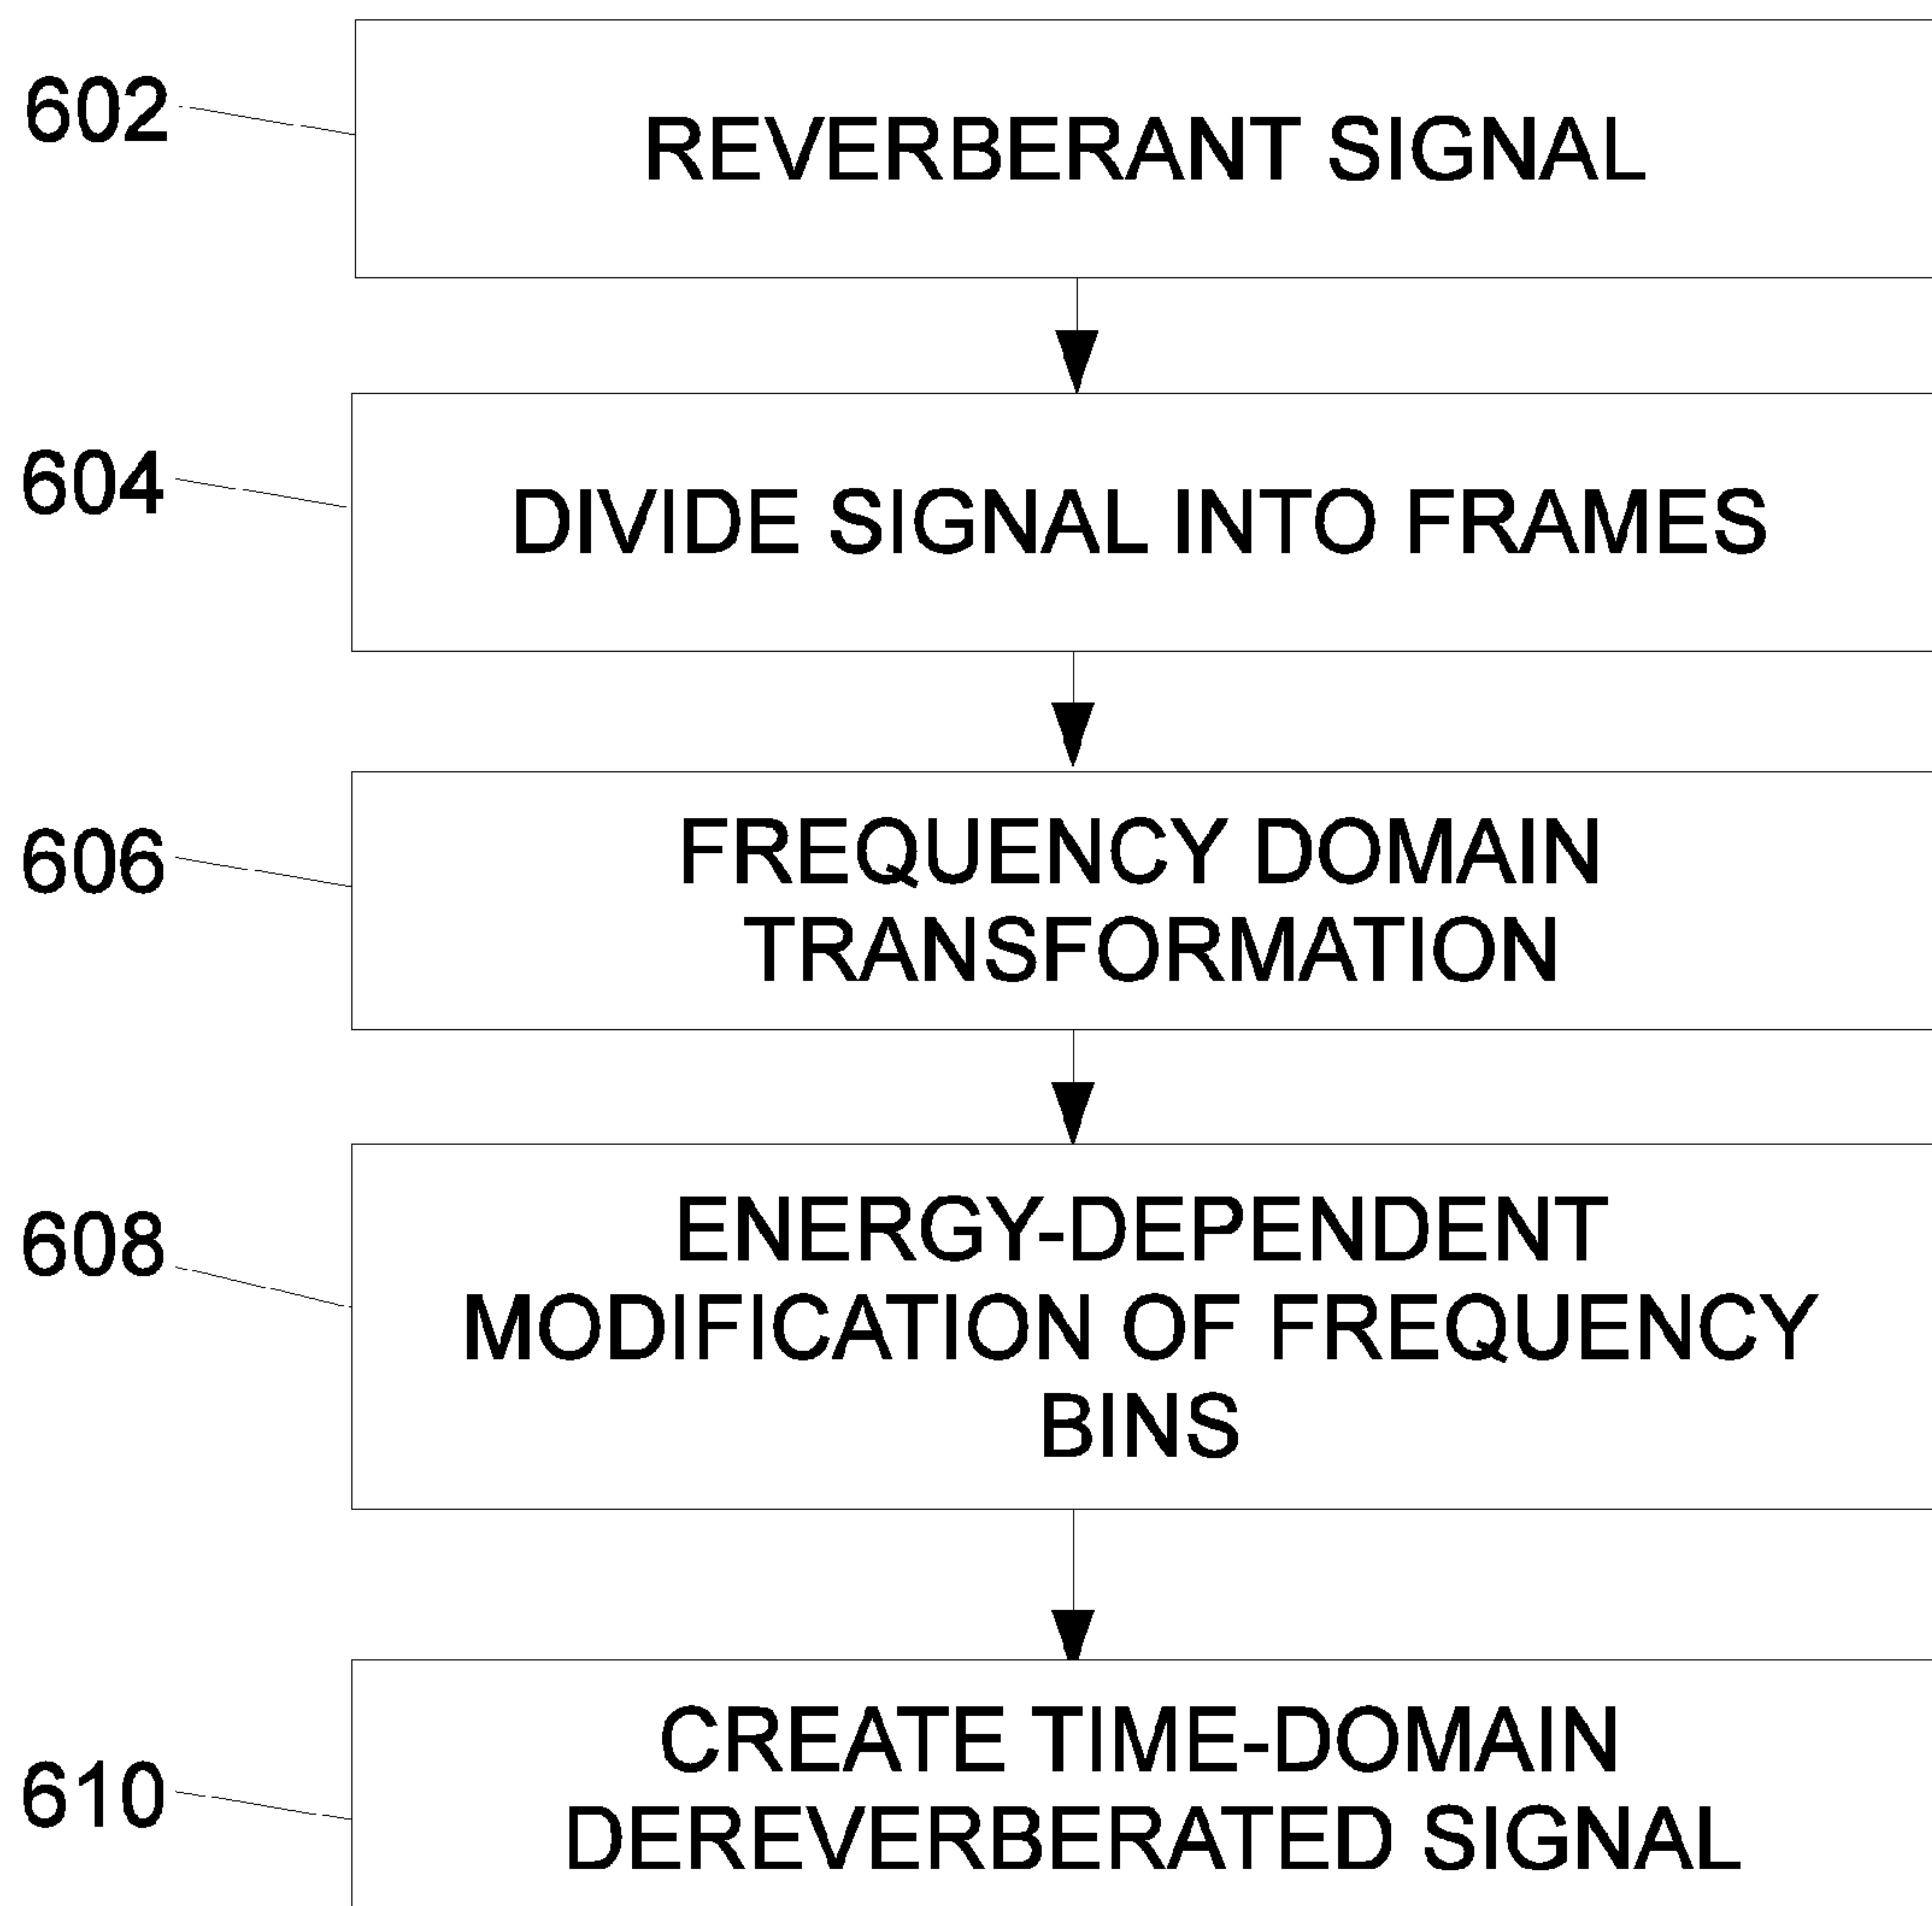 602
REVERBERANT SIGNAL
604
DIVIDE SIGNAL INTO FRAMES
606
FREQUENCY DOMAIN
TRANSFORMATION
608
ENERGY-DEPENDENT
MODIFICATION OF FREQUENCY
BINS
610
CREATE TIME-DOMAIN
DEREVERBERATED SIGNAL